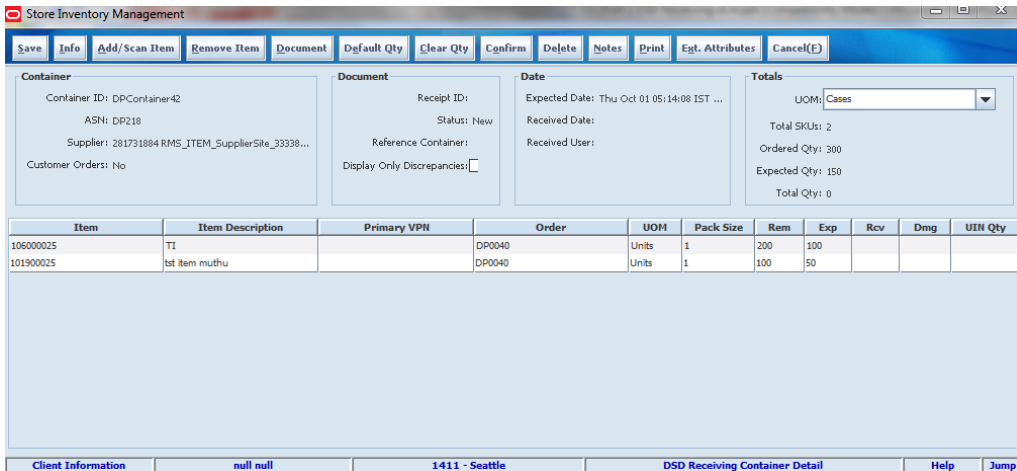 Store Inventory Management
Save Info Add/Scan Item Remove Item Document Default Qty Clear Qty Confirm Delete Notes Print Ext. Attributes Cancel(F)
Container
Container ID: DPContainer42
ASN: DP218
Supplier: 281731884 RMS_ITEM_SupplierSite_33338...
Customer Orders: No
Document
Receipt ID:
Status: New
Reference Container:
Display Only Discrepancies:
Date
Expected Date: Thu Oct 01 05:14:08 IST ...
Received Date:
Received User:
Totals
UOM: Cases
Total SKUs: 2
Ordered Qty: 300
Expected Qty: 150
Total Qty: 0
Item Item Description Primary VPN Order UOM Pack Size Rem Exp Rcv Dmg UIN Qty
106000025 TI DP0040 Units 1 200 100
101900025 tst item muthu DP0040 Units 1 100 50
Client Information null null 1411 - Seattle DSD Receiving Container Detail Help Jump